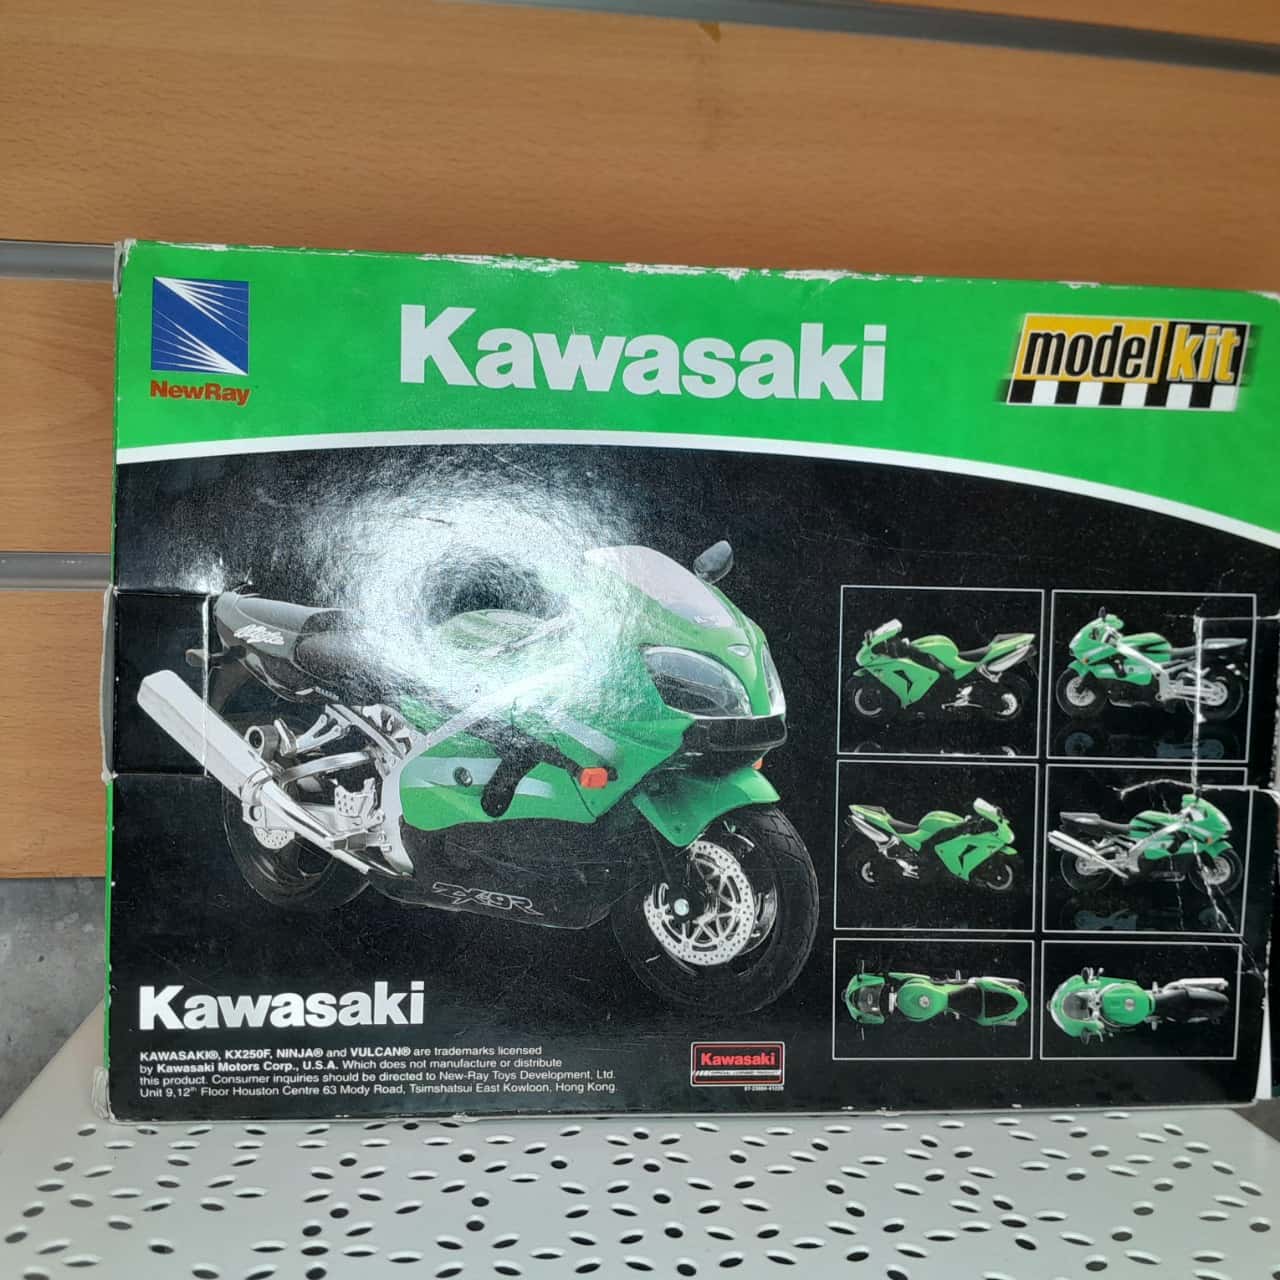 NewRay
Kawasaki
model kit
Ninja
ZX-9R
Kawasaki
KAWASAKI®, KX250F, NINJA® and VULCAN® are trademarks licensed
by Kawasaki Motors Corp., U.S.A. Which does not manufacture or distribute
this product. Consumer inquiries should be directed to New-Ray Toys Development, Ltd.
Unit 9,12th Floor Houston Centre 63 Mody Road, Tsimshatsui East Kowloon, Hong Kong.
Kawasaki